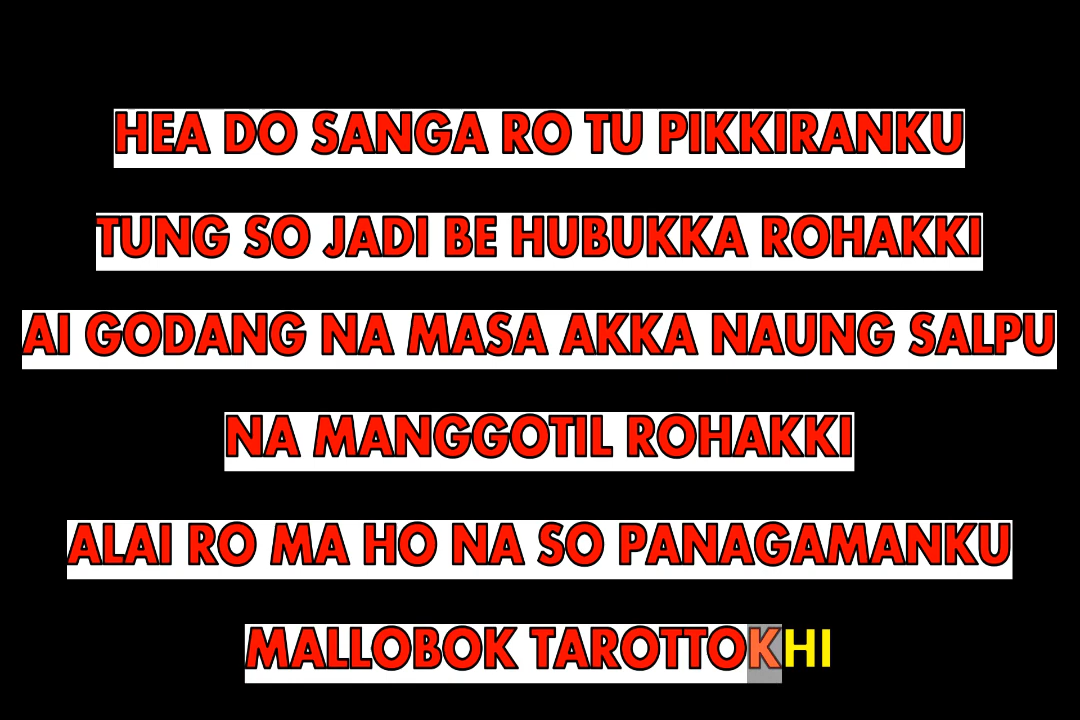 HEA DO SANGA RO TU PIKKIRANKU
TUNG SO JADI BE HUBUKKA ROHAKKI
AI GODANG NA MASA AKKA NAUNG SALPU
NA MANGGOTIL ROHAKKI
ALAI RO MA HO NA SO PANAGAMANKU
MALLOBOK TAROTTOKHI